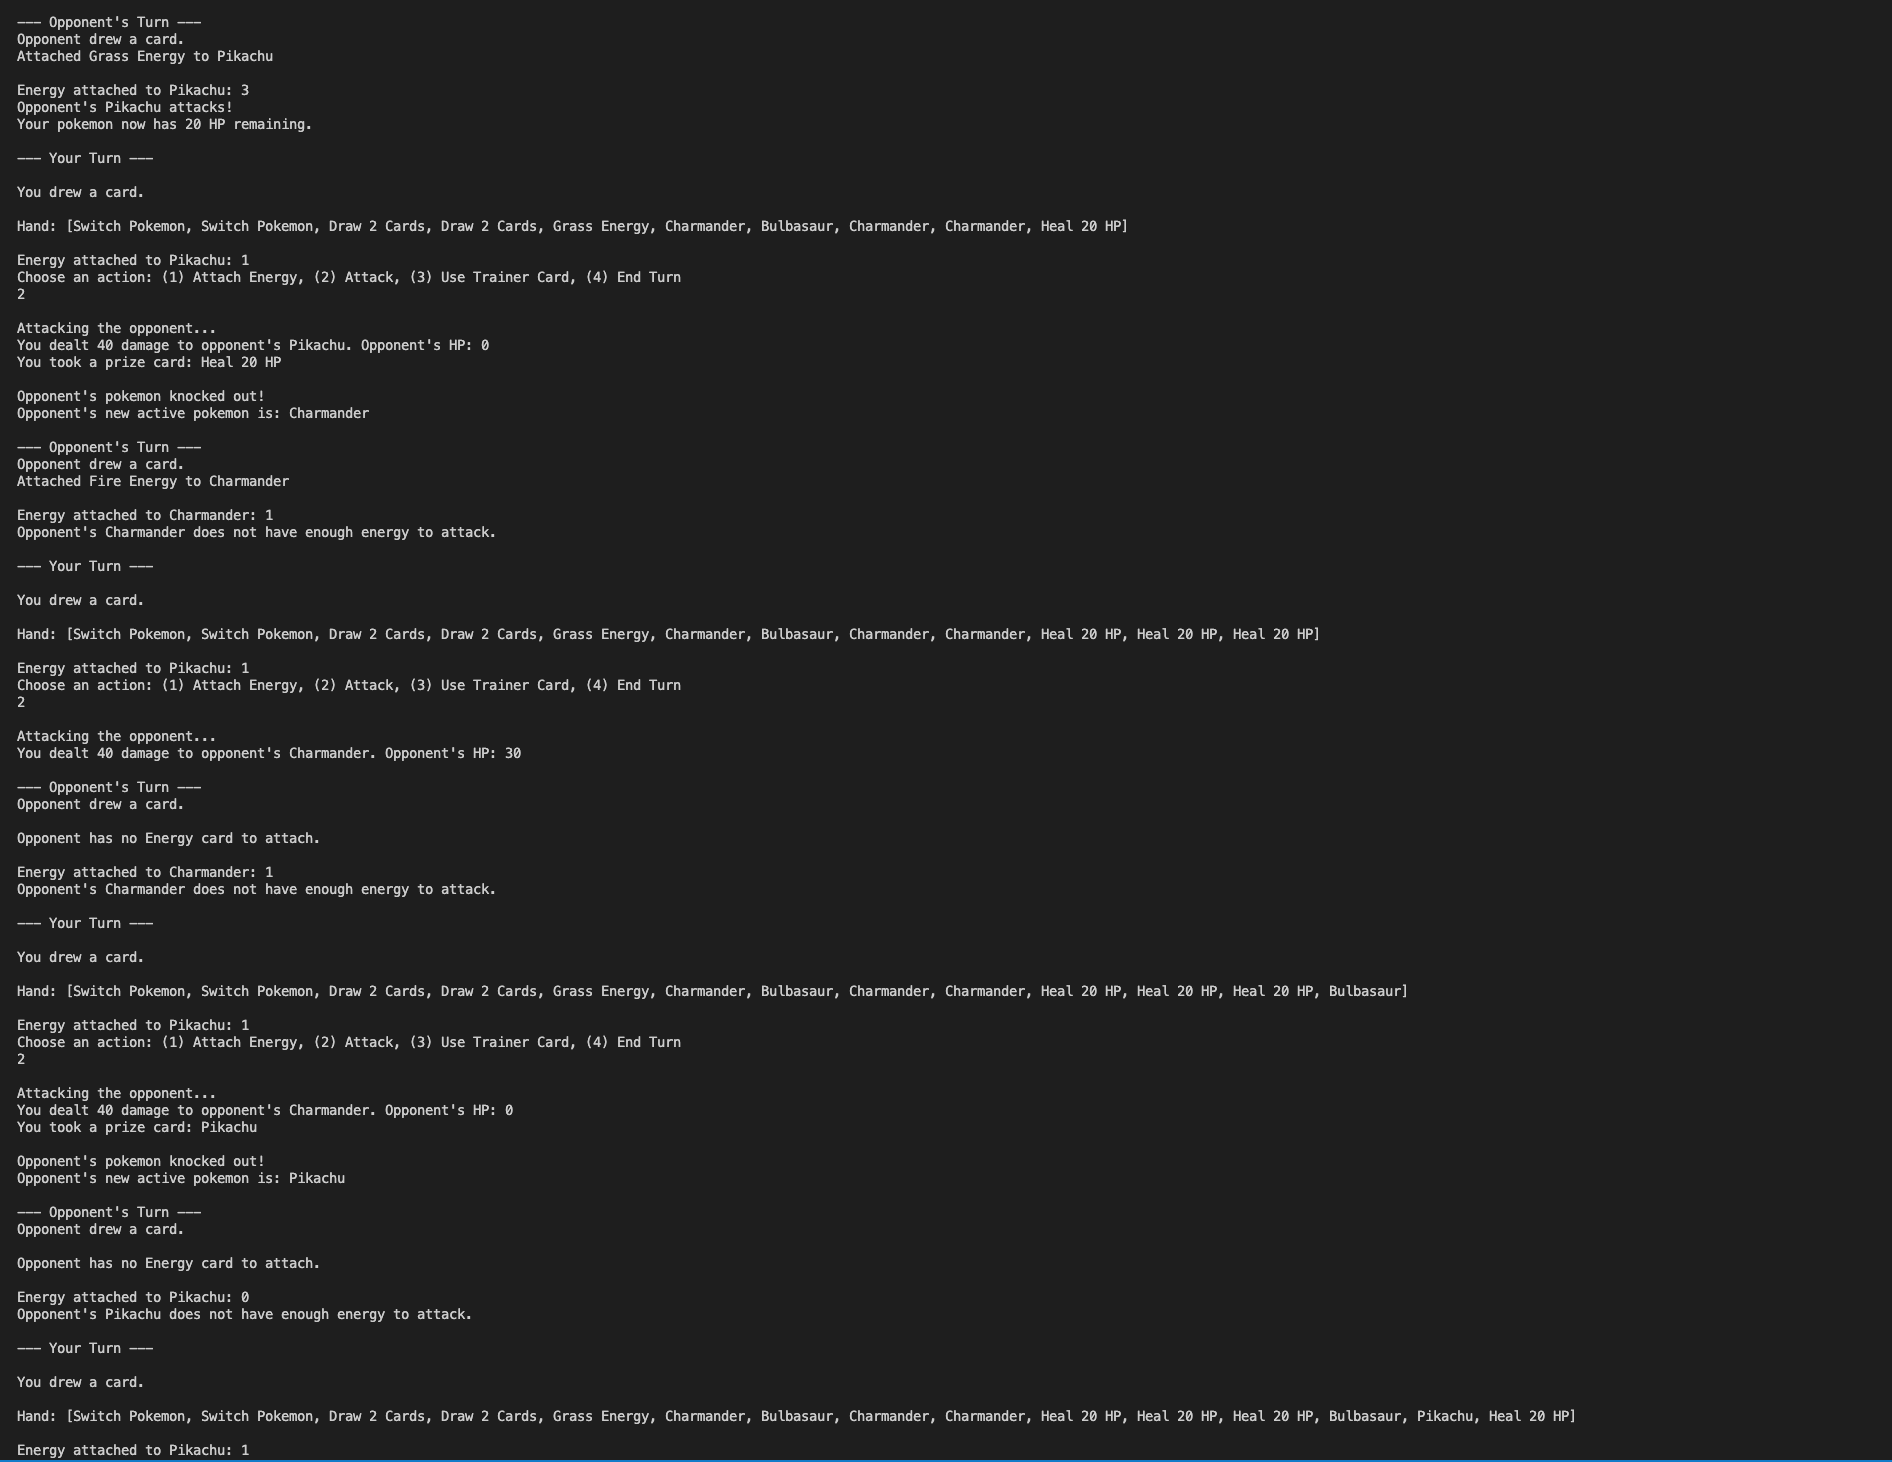 --- Opponent's Turn ---
Opponent drew a card.
Attached Grass Energy to Pikachu
Energy attached to Pikachu: 3
Opponent's Pikachu attacks!
Your pokemon now has 20 HP remaining.
--- Your Turn ---
You drew a card.
Hand: [Switch Pokemon, Switch Pokemon, Draw 2 Cards, Draw 2 Cards, Grass Energy, Charmander, Bulbasaur, Charmander, Charmander, Heal 20 HP]
Energy attached to Pikachu: 1
Choose an action: (1) Attach Energy, (2) Attack, (3) Use Trainer Card, (4) End Turn
2
Attacking the opponent...
You dealt 40 damage to opponent's Pikachu. Opponent's HP: 0
You took a prize card: Heal 20 HP
Opponent's pokemon knocked out!
Opponent's new active pokemon is: Charmander
--- Opponent's Turn ---
Opponent drew a card.
Attached Fire Energy to Charmander
Energy attached to Charmander: 1
Opponent's Charmander does not have enough energy to attack.
--- Your Turn ---
You drew a card.
Hand: [Switch Pokemon, Switch Pokemon, Draw 2 Cards, Draw 2 Cards, Grass Energy, Charmander, Bulbasaur, Charmander, Charmander, Heal 20 HP, Heal 20 HP, Heal 20 HP]
Energy attached to Pikachu: 1
Choose an action: (1) Attach Energy, (2) Attack, (3) Use Trainer Card, (4) End Turn
2
Attacking the opponent...
You dealt 40 damage to opponent's Charmander. Opponent's HP: 30
--- Opponent's Turn ---
Opponent drew a card.
Opponent has no Energy card to attach.
Energy attached to Charmander: 1
Opponent's Charmander does not have enough energy to attack.
--- Your Turn ---
You drew a card.
Hand: [Switch Pokemon, Switch Pokemon, Draw 2 Cards, Draw 2 Cards, Grass Energy, Charmander, Bulbasaur, Charmander, Charmander, Heal 20 HP, Heal 20 HP, Heal 20 HP, Bulbasaur]
Energy attached to Pikachu: 1
Choose an action: (1) Attach Energy, (2) Attack, (3) Use Trainer Card, (4) End Turn
2
Attacking the opponent...
You dealt 40 damage to opponent's Charmander. Opponent's HP: 0
You took a prize card: Pikachu
Opponent's pokemon knocked out!
Opponent's new active pokemon is: Pikachu
--- Opponent's Turn ---
Opponent drew a card.
Opponent has no Energy card to attach.
Energy attached to Pikachu: 0
Opponent's Pikachu does not have enough energy to attack.
--- Your Turn ---
You drew a card.
Hand: [Switch Pokemon, Switch Pokemon, Draw 2 Cards, Draw 2 Cards, Grass Energy, Charmander, Bulbasaur, Charmander, Charmander, Heal 20 HP, Heal 20 HP, Heal 20 HP, Bulbasaur, Pikachu, Heal 20 HP]
Energy attached to Pikachu: 1